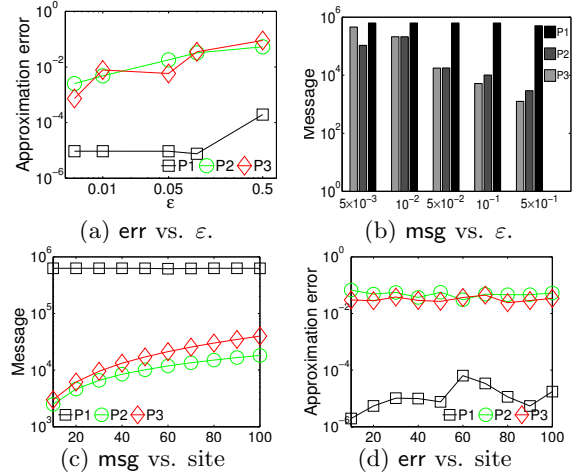 Approximation error
10^0
10^-2
10^-4
10^-6
0.01 0.05 0.5
ε
P1 P2 P3
(a) err vs. ε.
Message
10^6
10^4
10^2
10^0
P1
P2
P3
5×10^-3 10^-2 5×10^-2 10^-1 5×10^-1
(b) msg vs. ε.
Message
10^6
10^5
10^4
10^3
P1 P2 P3
20 40 60 80 100
(c) msg vs. site
Approximation error
10^0
10^-2
10^-4
10^-6
P1 P2 P3
20 40 60 80 100
(d) err vs. site